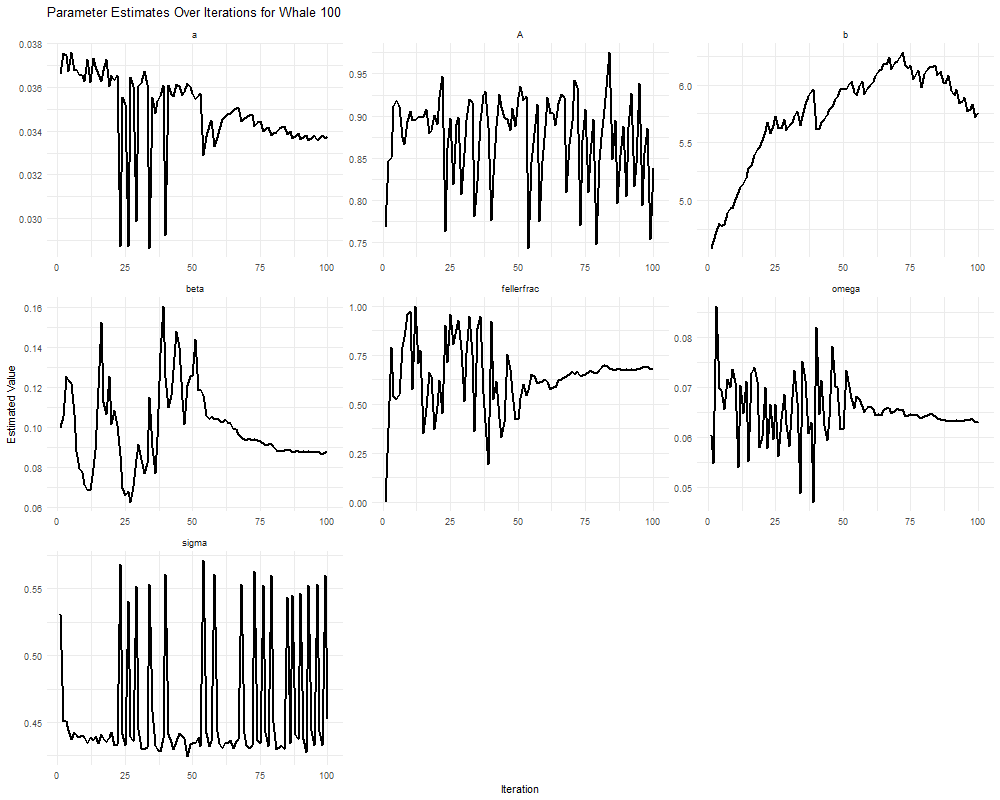 Parameter Estimates Over Iterations for Whale 100
a
A
b
0.038
0.036
0.034
0.032
0.030
0.95
0.90
0.85
0.80
0.75
6.0
5.5
5.0
0 25 50 75 100
0 25 50 75 100
0 25 50 75 100
beta
fellerfrac
omega
0.16
0.14
0.12
0.10
0.08
0.06
1.00
0.75
0.50
0.25
0.00
0.08
0.07
0.06
0.05
0 25 50 75 100
0 25 50 75 100
0 25 50 75 100
Estimated Value
sigma
0.55
0.50
0.45
0 25 50 75 100
Iteration